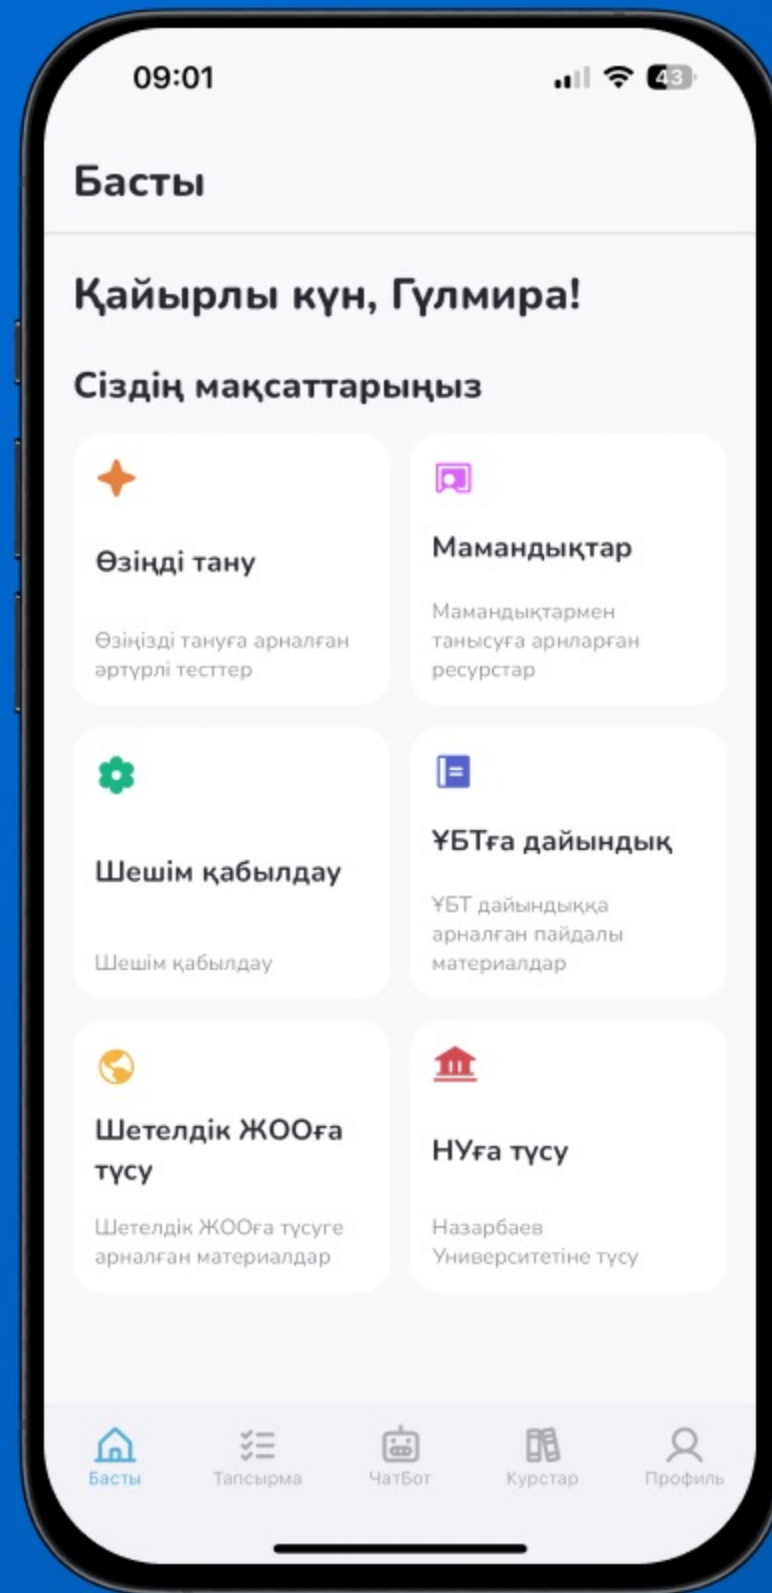 09:01
43
Басты
Қайырлы күн, Гүлмира!
Сіздің мақсаттарыңыз
Өзіңді тану
Өзіңізді тануға арналған
әртүрлі тесттер
Мамандықтар
Мамандықтармен
танысуға арнларған
ресурстар
Шешім қабылдау
Шешім қабылдау
ҰБТға дайындық
ҰБТ дайындыққа
арналған пайдалы
материалдар
Шетелдік ЖООға
түсу
Шетелдік ЖООға түсуге
арналған материалдар
НУға түсу
Назарбаев
Университетіне түсу
Басты
Тапсырма
ЧатБот
Курстар
Профиль